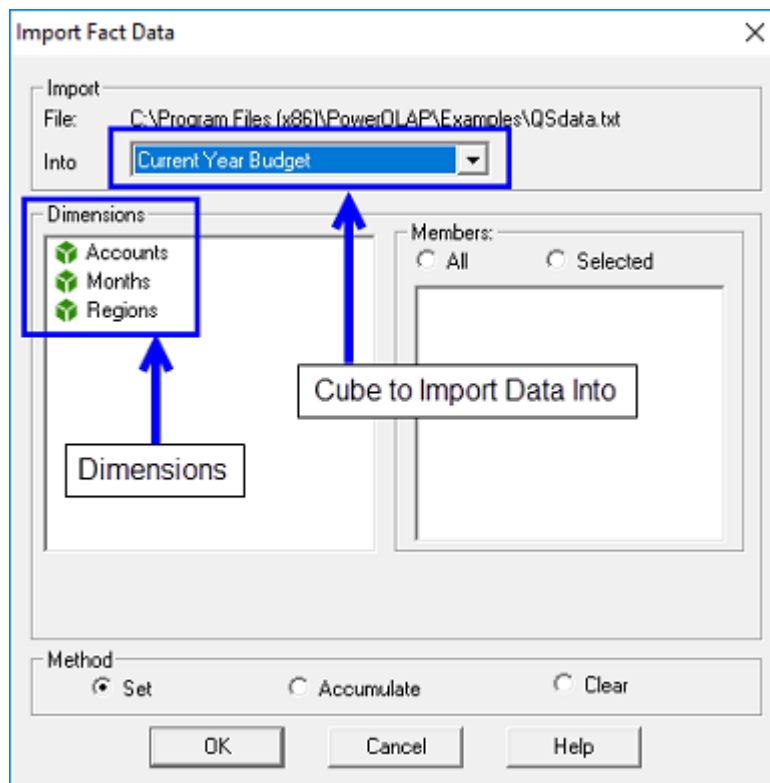 Import Fact Data
Import
File: C:\Program Files (x86)\PowerOLAP\Examples\QSdata.txt
Into Current Year Budget
Dimensions
Accounts
Months
Regions
Members:
All Selected
Cube to Import Data Into
Dimensions
Method
Set Accumulate Clear
OK Cancel Help